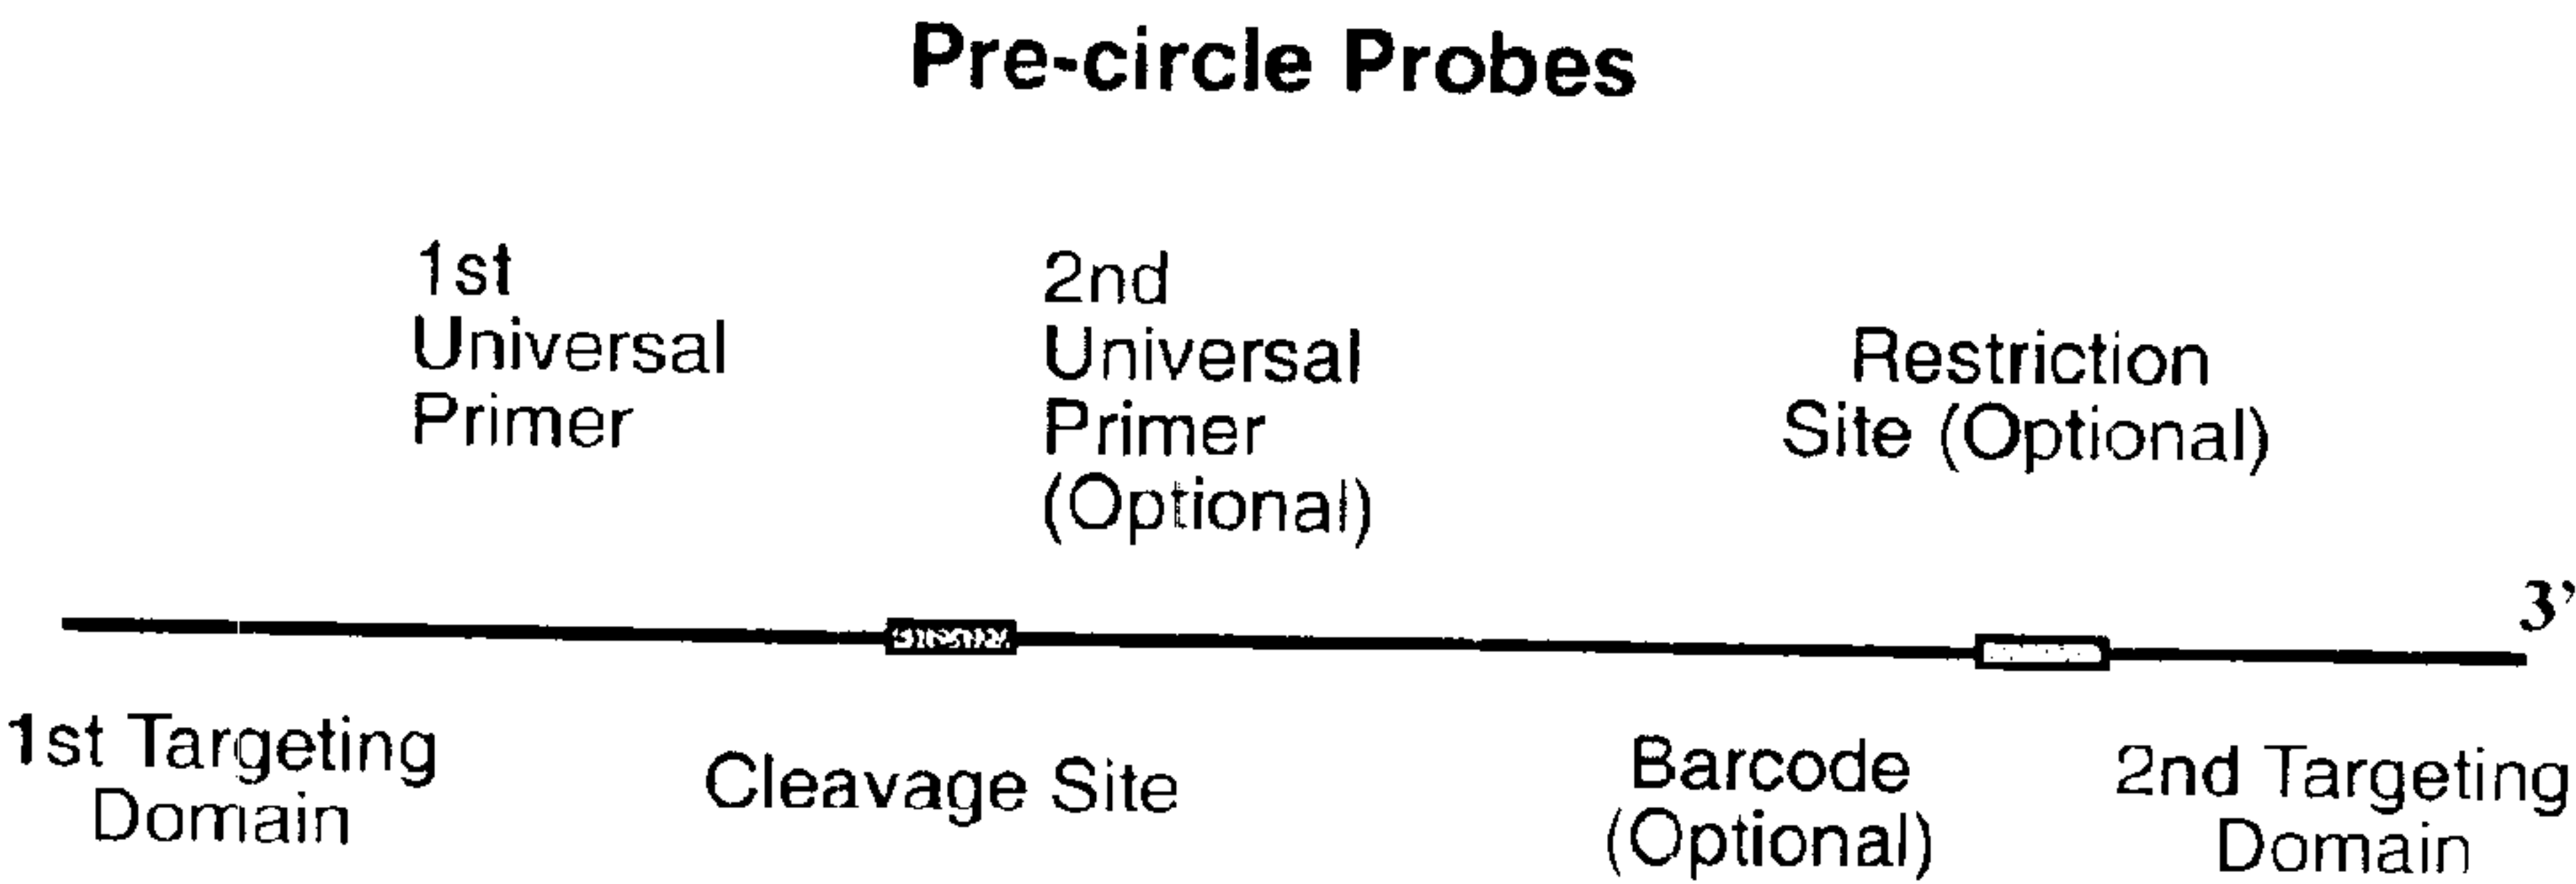 Pre-circle Probes
1st
Universal
Primer
2nd
Universal
Primer
(Optional)
Restriction
Site (Optional)
3’
1st Targeting
Domain
Cleavage Site
Barcode
(Optional)
2nd Targeting
Domain